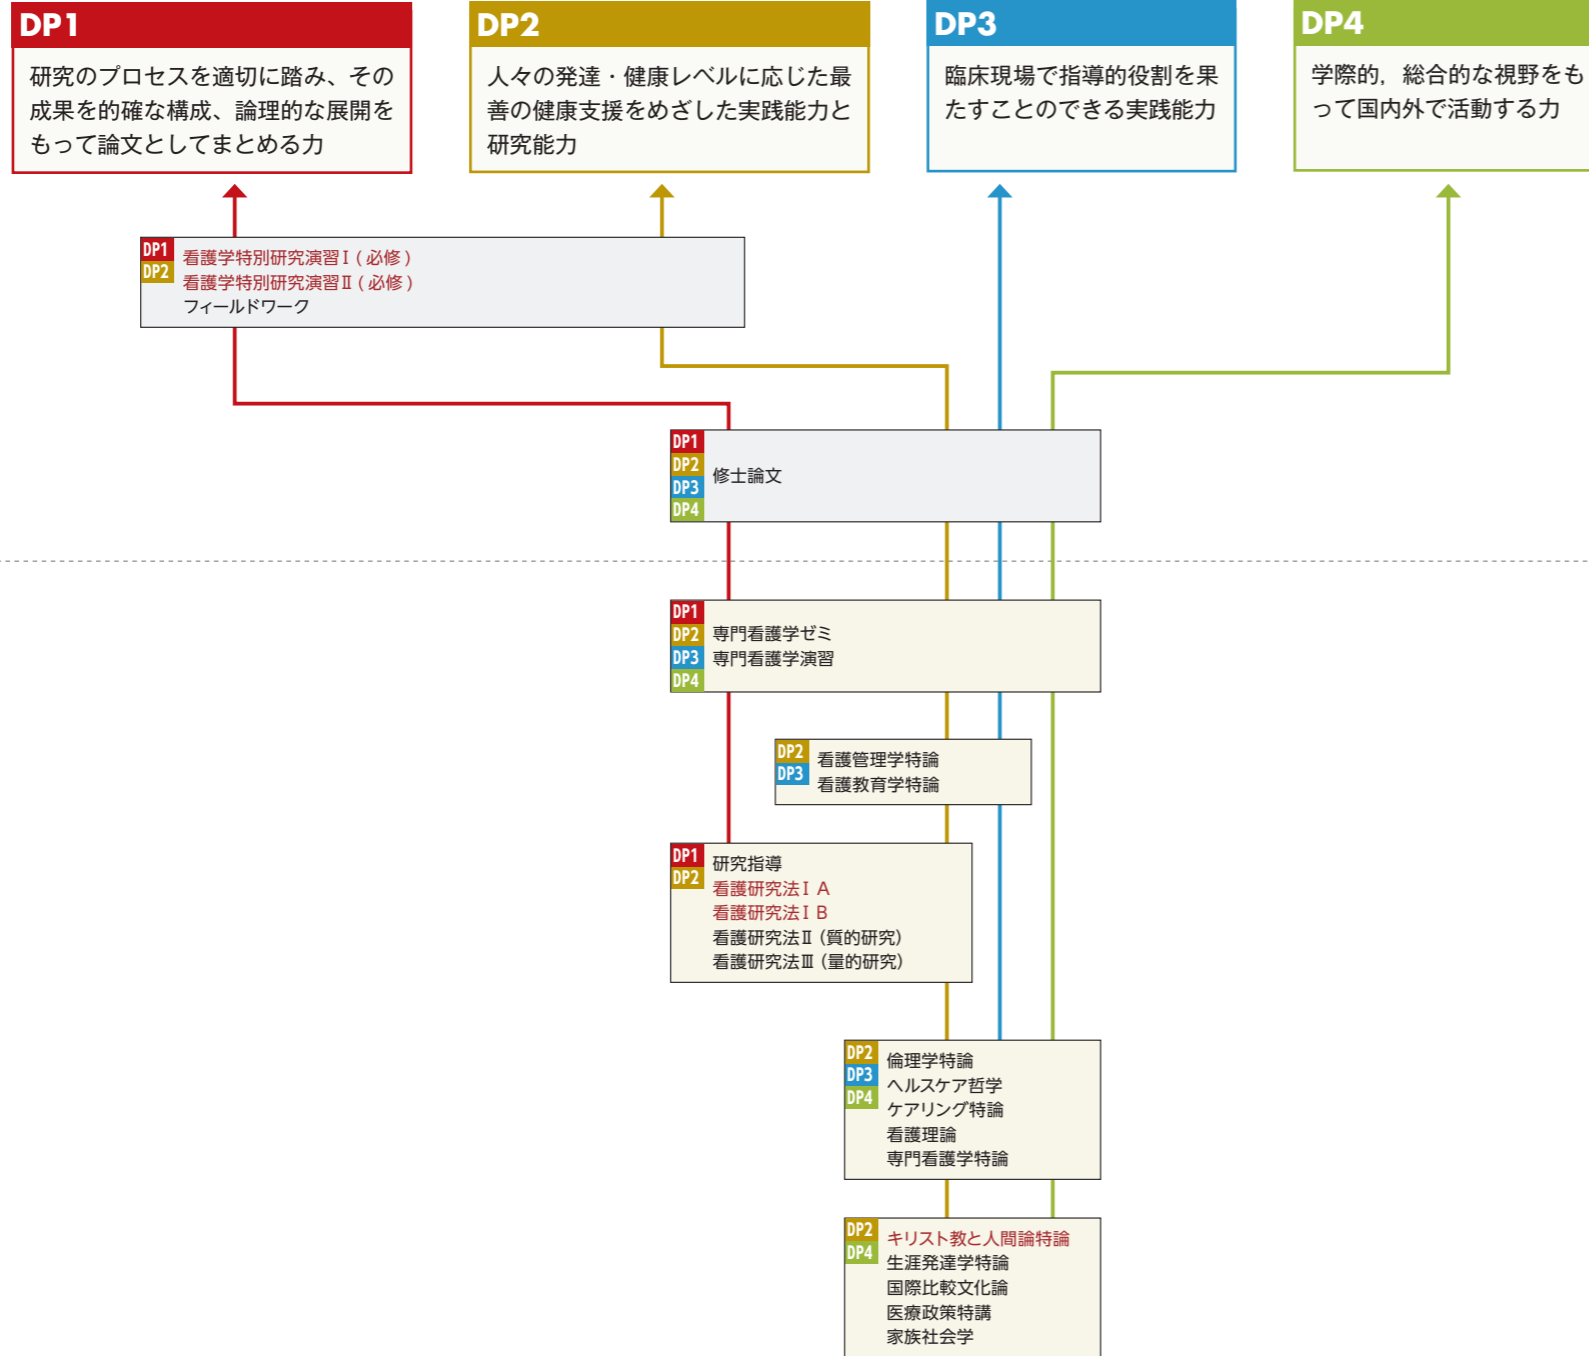 DP1
研究のプロセスを適切に踏み、その
成果を的確な構成、論理的な展開を
もって論文としてまとめる力
DP2
人々の発達・健康レベルに応じた最
善の健康支援をめざした実践能力と
研究能力
DP3
臨床現場で指導的役割を果
たすことのできる実践能力
DP4
学際的，総合的な視野をも
って国内外で活動する力
DP1
DP2
看護学特別研究演習Ⅰ（必修）
看護学特別研究演習Ⅱ（必修）
フィールドワーク
DP1
DP2
DP3
DP4
修士論文
DP1
DP2
DP3
DP4
専門看護学ゼミ
専門看護学演習
DP2
DP3
看護管理学特論
看護教育学特論
DP1
DP2
研究指導
看護研究法Ⅰ A
看護研究法Ⅰ B
看護研究法Ⅱ（質的研究）
看護研究法Ⅲ（量的研究）
DP2
DP3
DP4
倫理学特論
ヘルスケア哲学
ケアリング特論
看護理論
専門看護学特論
DP2
DP4
キリスト教と人間論特論
生涯発達学特論
国際比較文化論
医療政策特講
家族社会学